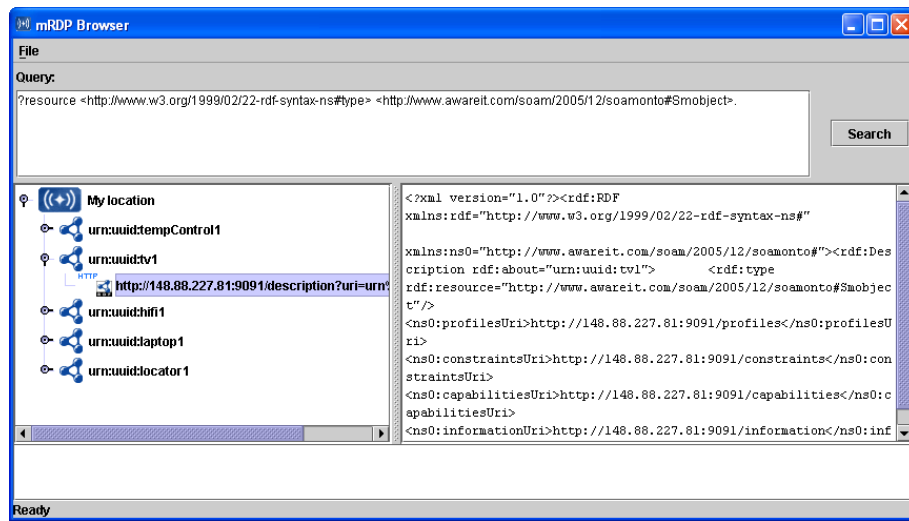 mRDP Browser
File
Query:
?resource <http://www.w3.org/1999/02/22-rdf-syntax-ns#type> <http://www.awareit.com/soam/2005/12/soamonto#Smobject>.
Search
My location
urn:uuid:tempControl1
urn:uuid:tv1
HTTP
http://148.88.227.81:9091/description?uri=urn%
urn:uuid:hifi1
urn:uuid:laptop1
urn:uuid:locator1
<?xml version="1.0"?><rdf:RDF
xmlns:rdf="http://www.w3.org/1999/02/22-rdf-syntax-ns#"
xmlns:ns0="http://www.awareit.com/soam/2005/12/soamonto#"><rdf:Des
cription rdf:about="urn:uuid:tv1">        <rdf:type
rdf:resource="http://www.awareit.com/soam/2005/12/soamonto#Smobjec
t"/>
<ns0:profilesUri>http://148.88.227.81:9091/profiles</ns0:profilesU
ri>
<ns0:constraintsUri>http://148.88.227.81:9091/constraints</ns0:con
straintsUri>
<ns0:capabilitiesUri>http://148.88.227.81:9091/capabilities</ns0:c
apabilitiesUri>
<ns0:informationUri>http://148.88.227.81:9091/information</ns0:inf
Ready